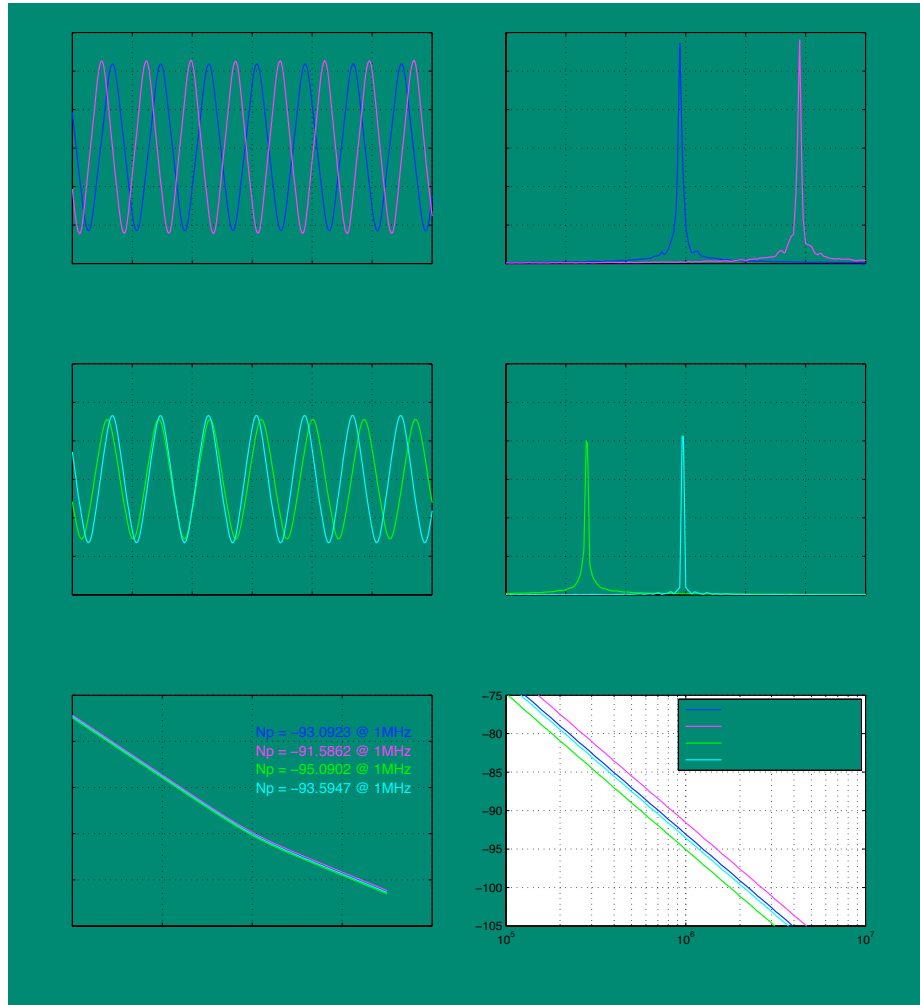 Np = −93.0923 @ 1MHz
Np = −91.5862 @ 1MHz
Np = −95.0902 @ 1MHz
Np = −93.5947 @ 1MHz
−75
−80
−85
−90
−95
−100
−105
10^5 10^6 10^7